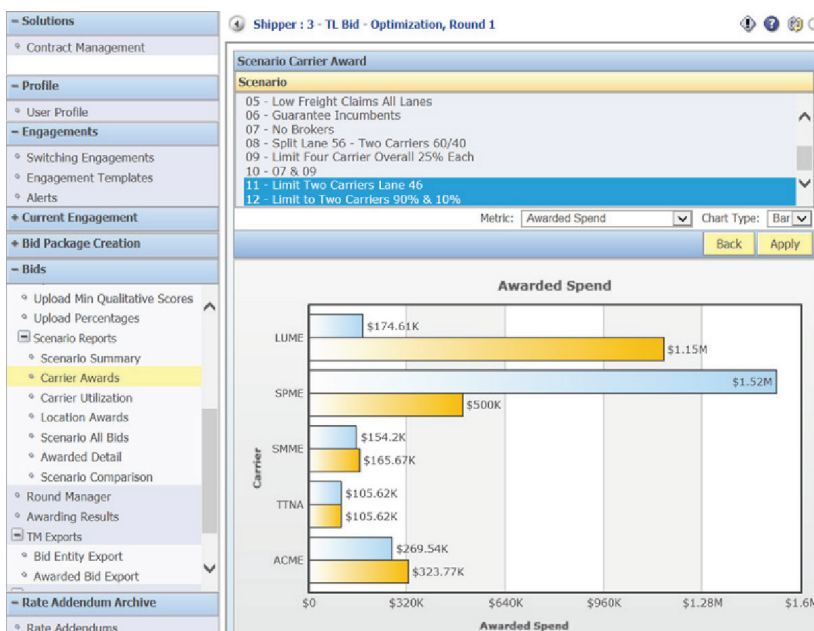 Solutions
Contract Management
Profile
User Profile
Engagements
Switching Engagements
Engagement Templates
Alerts
Current Engagement
Bid Package Creation
Bids
Upload Min Qualitative Scores
Upload Percentages
Scenario Reports
Scenario Summary
Carrier Awards
Carrier Utilization
Location Awards
Scenario All Bids
Awarded Detail
Scenario Comparison
Round Manager
Awarding Results
TM Exports
Bid Entity Export
Awarded Bid Export
Rate Addendum Archive
Rate Addendums
Shipper : 3 - TL Bid - Optimization, Round 1
Scenario Carrier Award
Scenario
05 - Low Freight Claims All Lanes
06 - Guarantee Incumbents
07 - No Brokers
08 - Split Lane 56 - Two Carriers 60/40
09 - Limit Four Carrier Overall 25% Each
10 - 07 & 09
11 - Limit Two Carriers Lane 46
12 - Limit to Two Carriers 90% & 10%
Metric: Awarded Spend Chart Type: Bar
Back Apply
Awarded Spend
Carrier
LUME
$174.61K
$1.15M
SPME
$1.52M
$500K
SMME
$154.2K
$165.67K
TTNA
$105.62K
$105.62K
ACME
$269.54K
$323.77K
$0 $320K $640K $960K $1.28M $1.6M
Awarded Spend